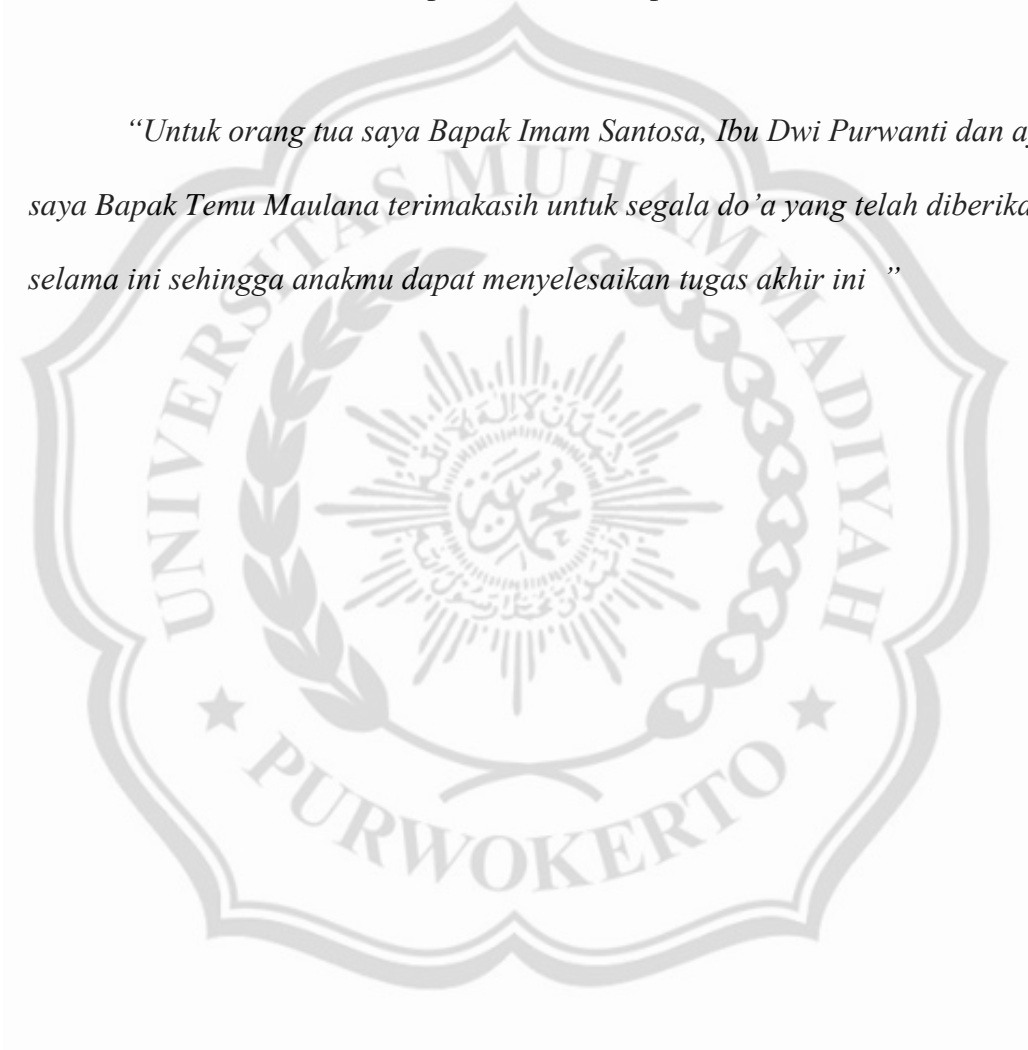 “Untuk orang tua saya Bapak Imam Santosa, Ibu Dwi Purwanti dan
saya Bapak Temu Maulana terimakasih untuk segala do’a yang telah
selama ini sehingga anakmu dapat menyelesaikan tugas akhir ini ”
UNIVERSITAS MUHAMMADIYAH
PURWOKERTO